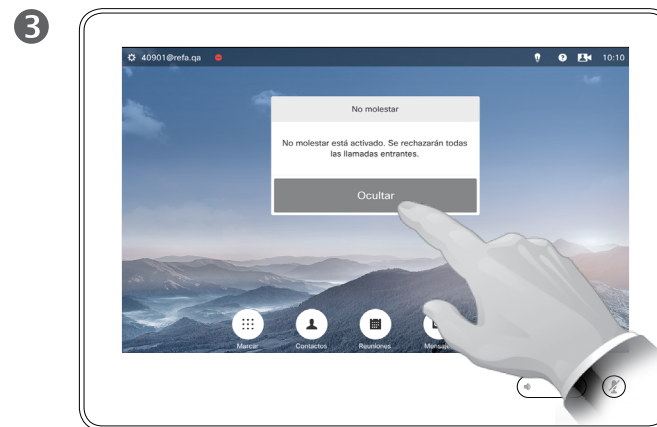 3
40901@refa.qa
10:10
No molestar
No molestar está activado. Se rechazarán todas
las llamadas entrantes.
Ocultar
Marcar Contactos Reuniones